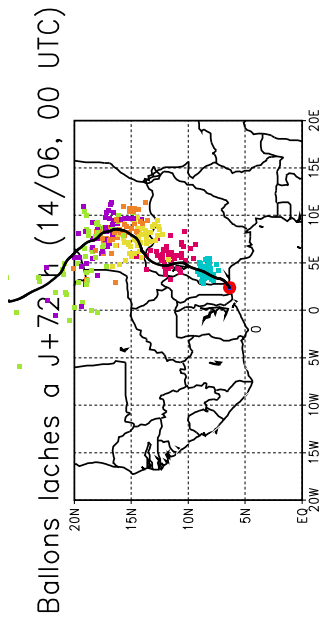 Ballons laches a J+72 h (14/06, 00 UTC)
20N
15N
10N
5N
EQ
0
20W 15W 10W 5W 0 5E 10E 15E 20E